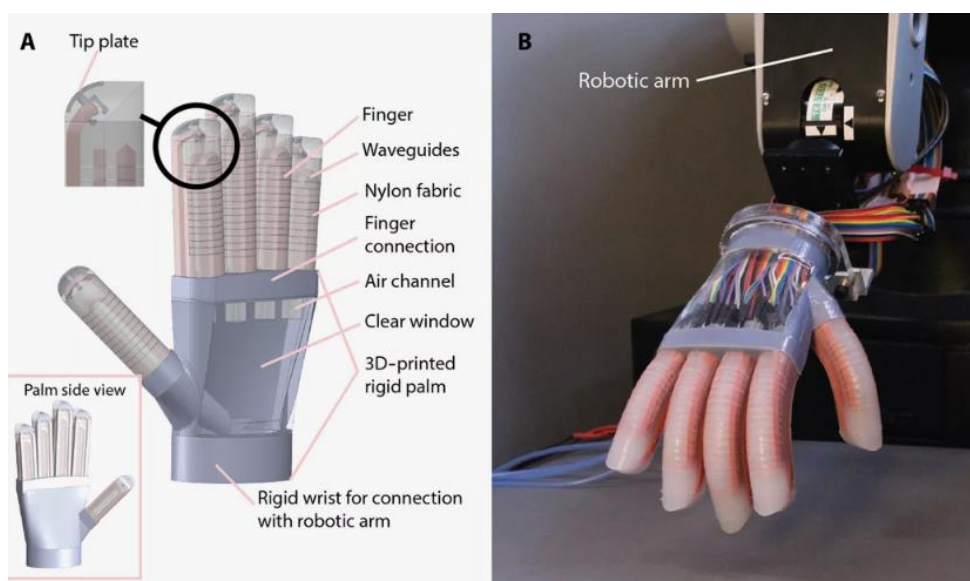 A
Tip plate
Finger
Waveguides
Nylon fabric
Finger
connection
Air channel
Clear window
3D-printed
rigid palm
Palm side view
Rigid wrist for connection
with robotic arm
B
Robotic arm